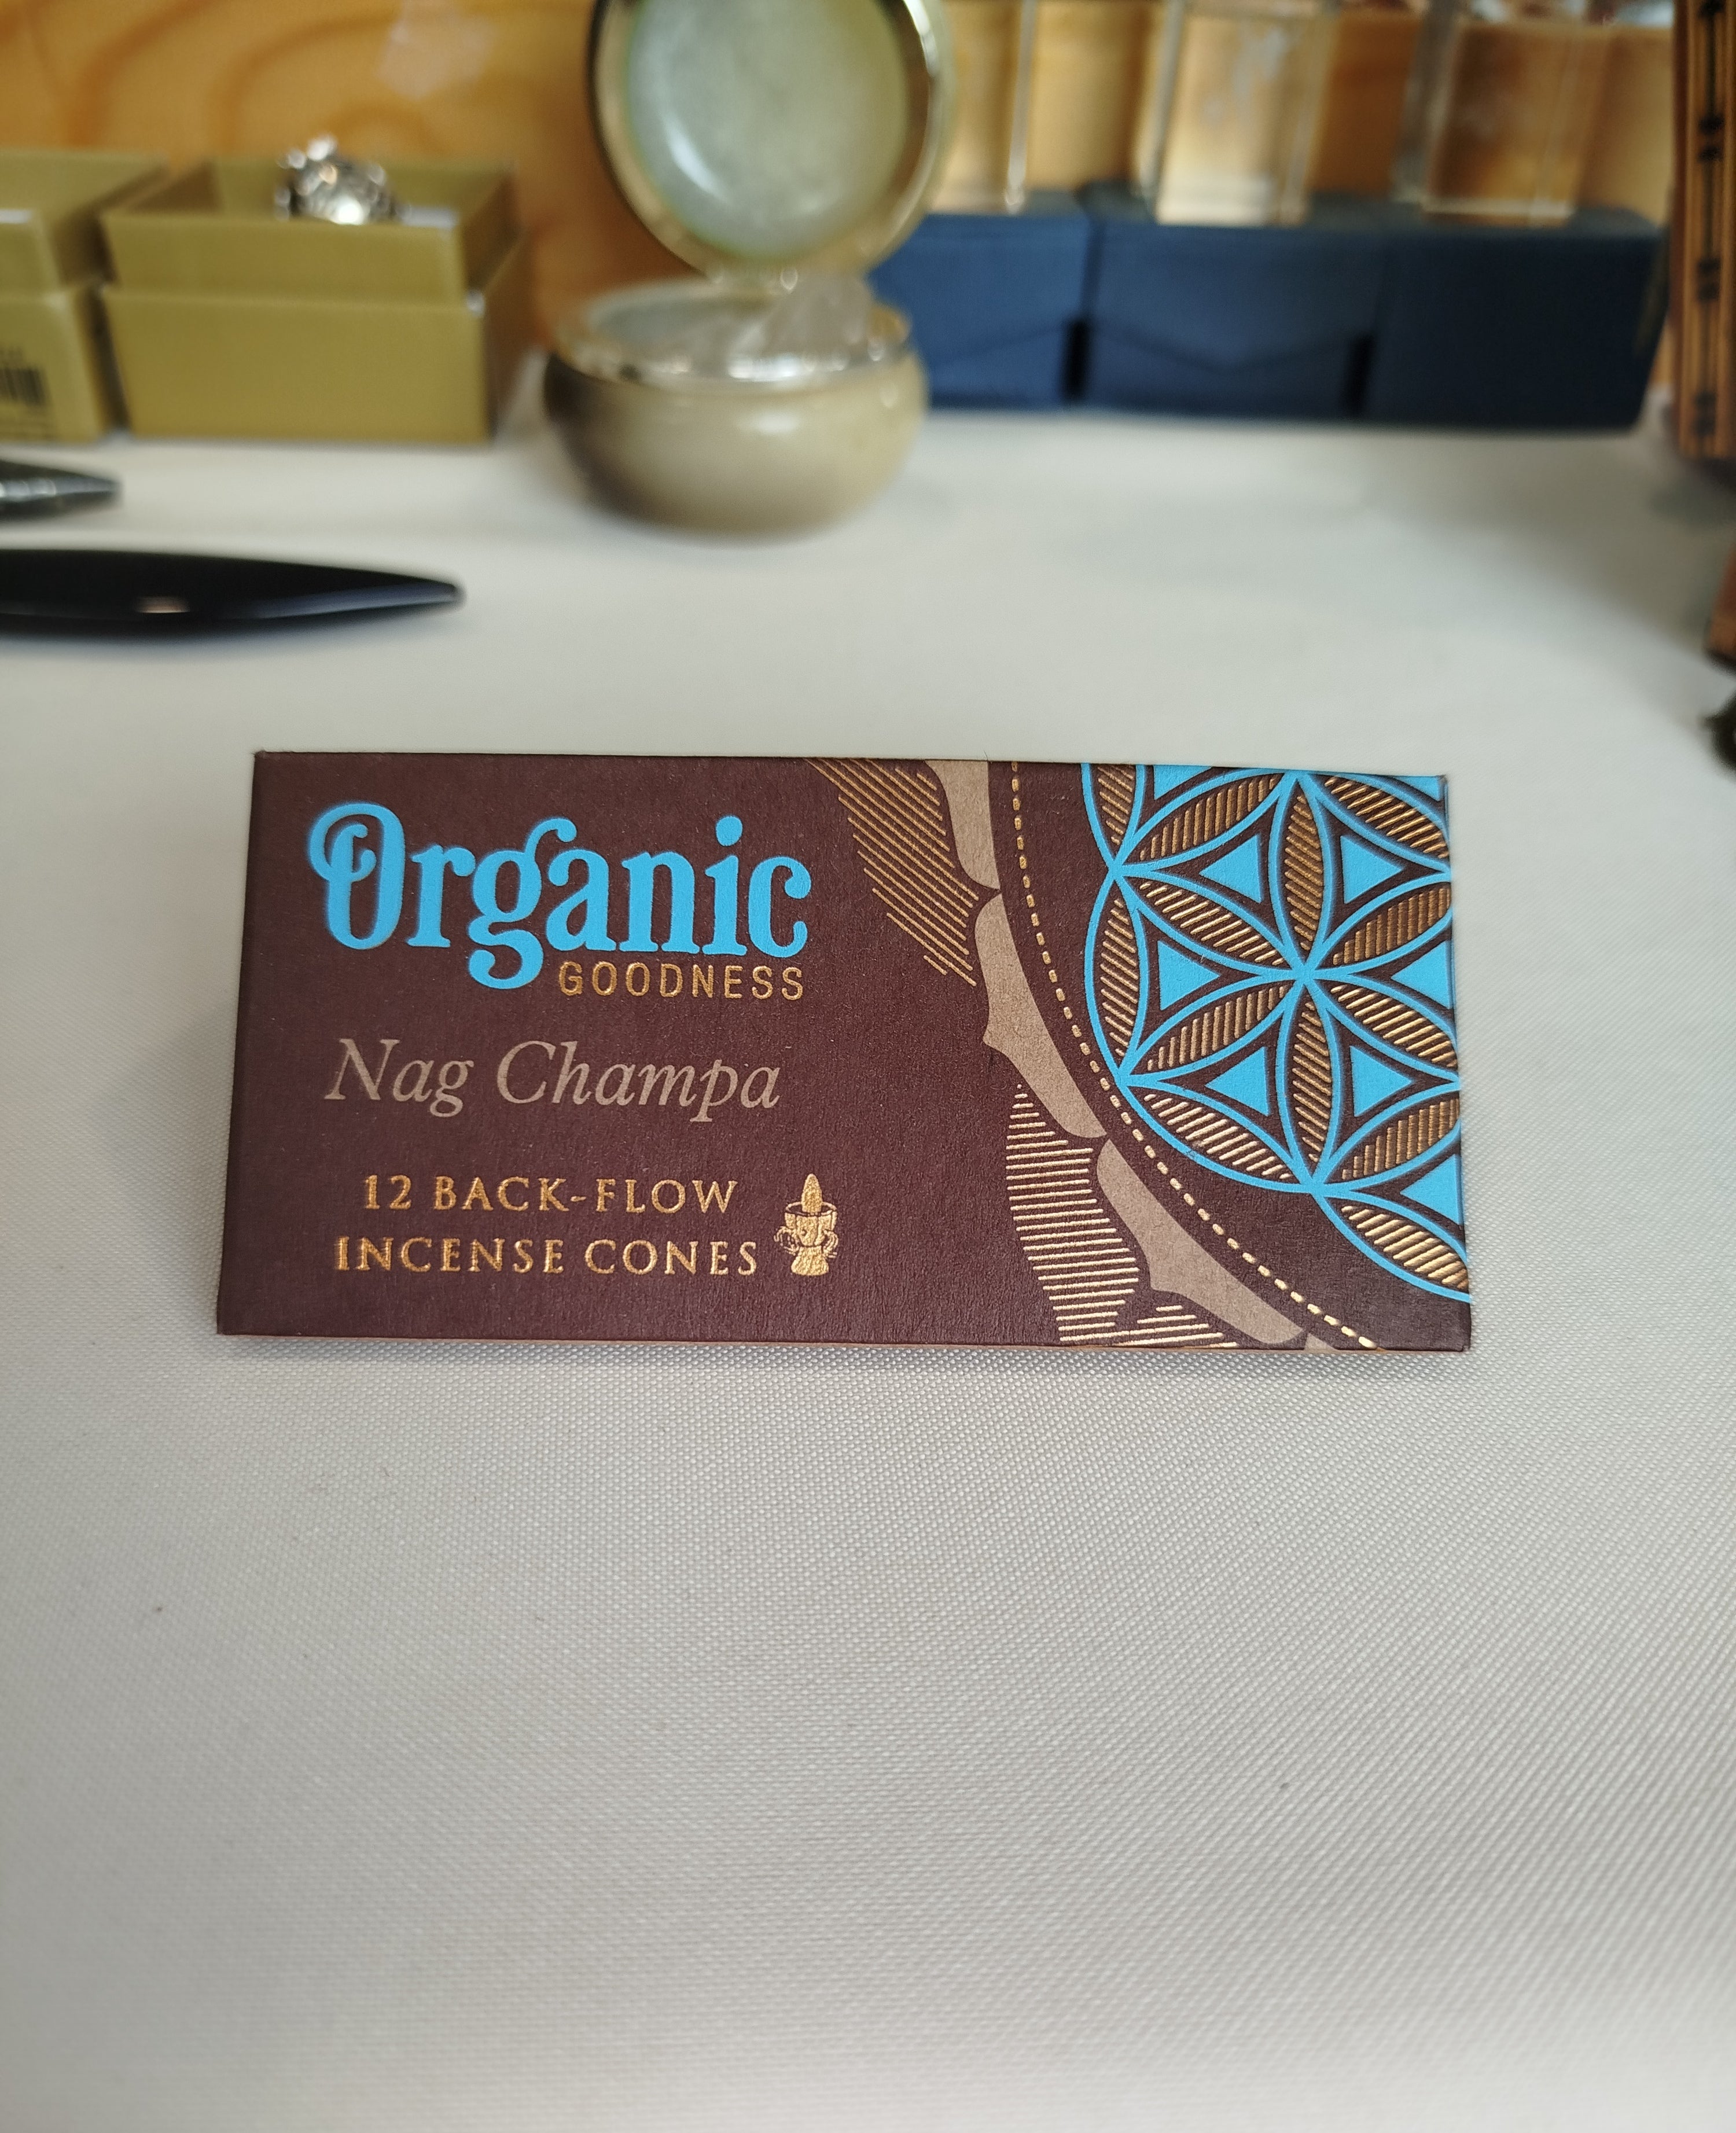 Organic
GOODNESS
Nag Champa
12 BACK-FLOW
INCENSE CONES